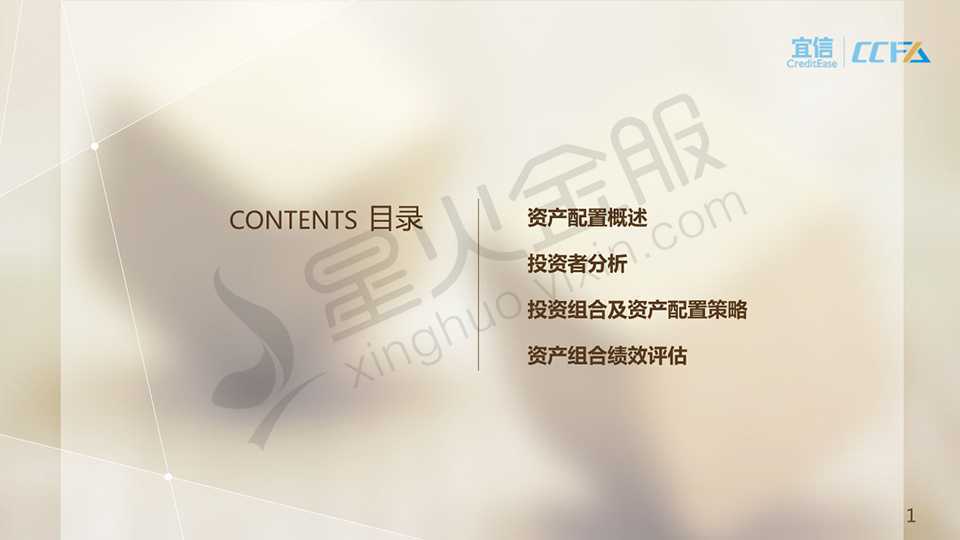 宜信
CreditEase
CCFA
CONTENTS 目录
资产配置概述
投资者分析
投资组合及资产配置策略
资产组合绩效评估
星火金服
xinghuo.yixin.com
1